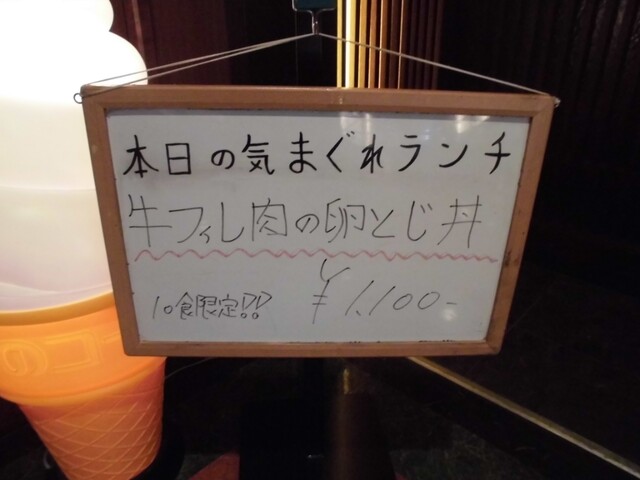 本日の気まぐれランチ
牛フィレ肉の卵とじ丼
10食限定!! ¥1,100-